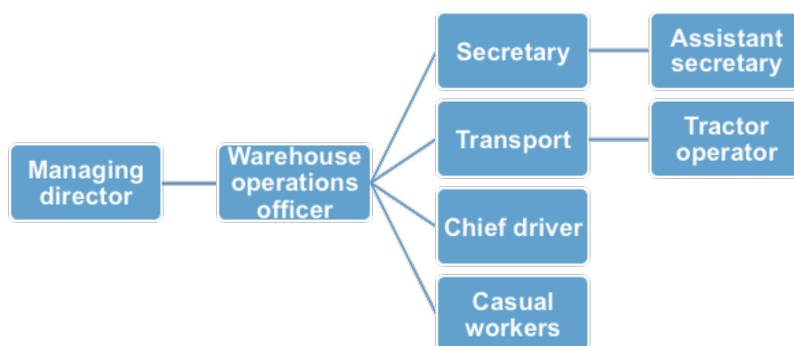 Managing
director
Warehouse
operations
officer
Secretary
Assistant
secretary
Transport
Tractor
operator
Chief driver
Casual
workers